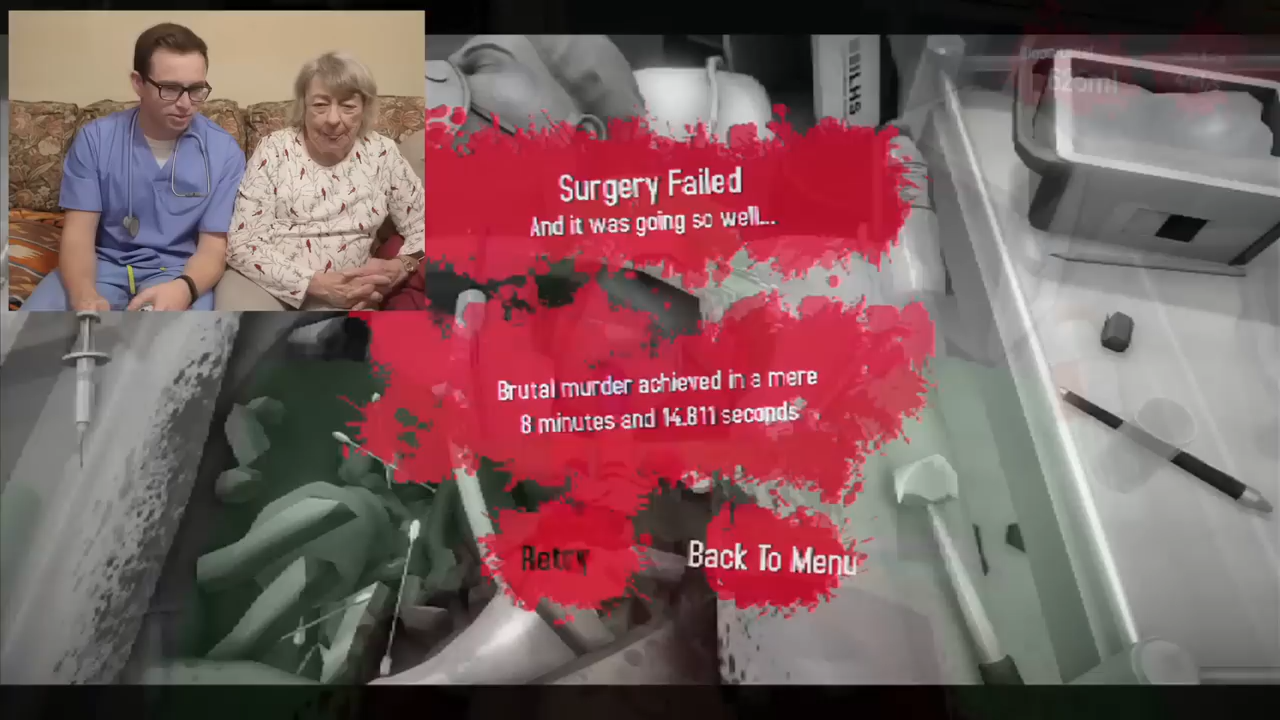 Surgery Failed
And it was going so well...
Brutal murder achieved in a mere
8 minutes and 14.811 seconds
Retry
Back To Menu